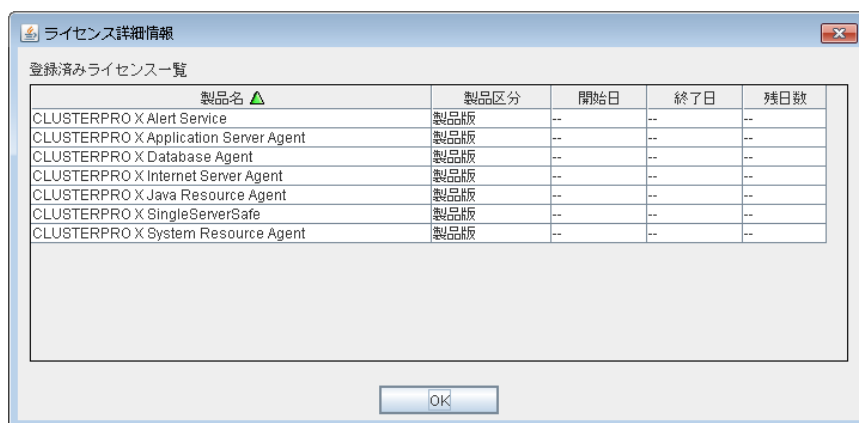 ライセンス詳細情報
登録済みライセンス一覧
製品名 製品区分 開始日 終了日 残日数
CLUSTERPRO X Alert Service 製品版 -- -- --
CLUSTERPRO X Application Server Agent 製品版 -- -- --
CLUSTERPRO X Database Agent 製品版 -- -- --
CLUSTERPRO X Internet Server Agent 製品版 -- -- --
CLUSTERPRO X Java Resource Agent 製品版 -- -- --
CLUSTERPRO X SingleServerSafe 製品版 -- -- --
CLUSTERPRO X System Resource Agent 製品版 -- -- --
OK